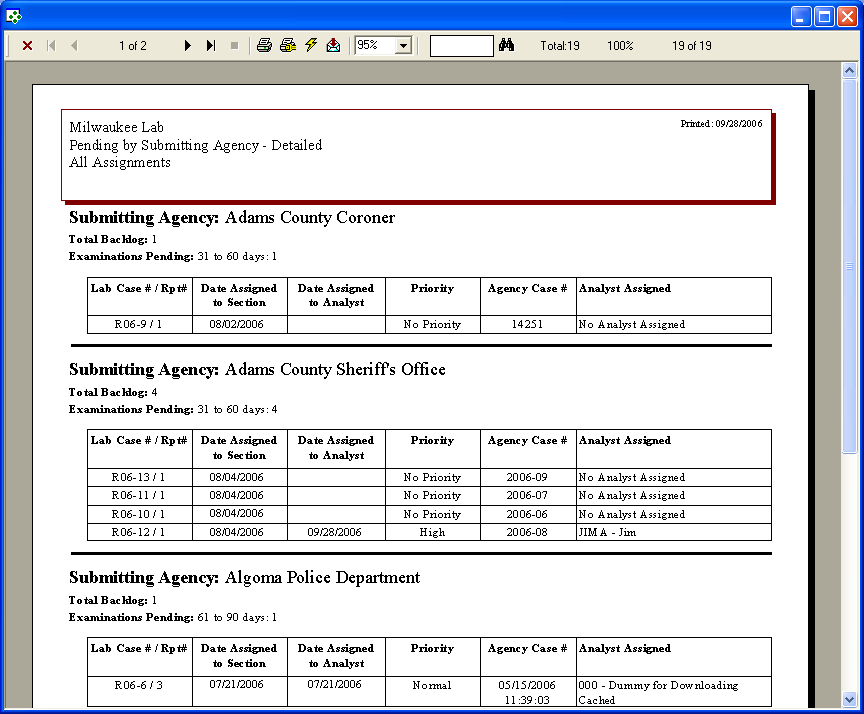 1 of 2 95% Total:19 100% 19 of 19
Milwaukee Lab Printed: 09/28/2006
Pending by Submitting Agency - Detailed
All Assignments
Submitting Agency: Adams County Coroner
Total Backlog: 1
Examinations Pending: 31 to 60 days: 1
Lab Case # / Rpt# Date Assigned Date Assigned Priority Agency Case # Analyst Assigned
to Section to Analyst
R06-9 / 1 08/02/2006 No Priority 14251 No Analyst Assigned
Submitting Agency: Adams County Sheriff's Office
Total Backlog: 4
Examinations Pending: 31 to 60 days: 4
Lab Case # / Rpt# Date Assigned Date Assigned Priority Agency Case # Analyst Assigned
to Section to Analyst
R06-13 / 1 08/04/2006 No Priority 2006-09 No Analyst Assigned
R06-11 / 1 08/04/2006 No Priority 2006-07 No Analyst Assigned
R06-10 / 1 08/04/2006 No Priority 2006-06 No Analyst Assigned
R06-12 / 1 08/04/2006 09/28/2006 High 2006-08 JIMA - Jim
Submitting Agency: Algoma Police Department
Total Backlog: 1
Examinations Pending: 61 to 90 days: 1
Lab Case # / Rpt# Date Assigned Date Assigned Priority Agency Case # Analyst Assigned
to Section to Analyst
R06-6 / 3 07/21/2006 07/21/2006 Normal 05/15/2006 000 - Dummy for Downloading
11:39:03 Cached